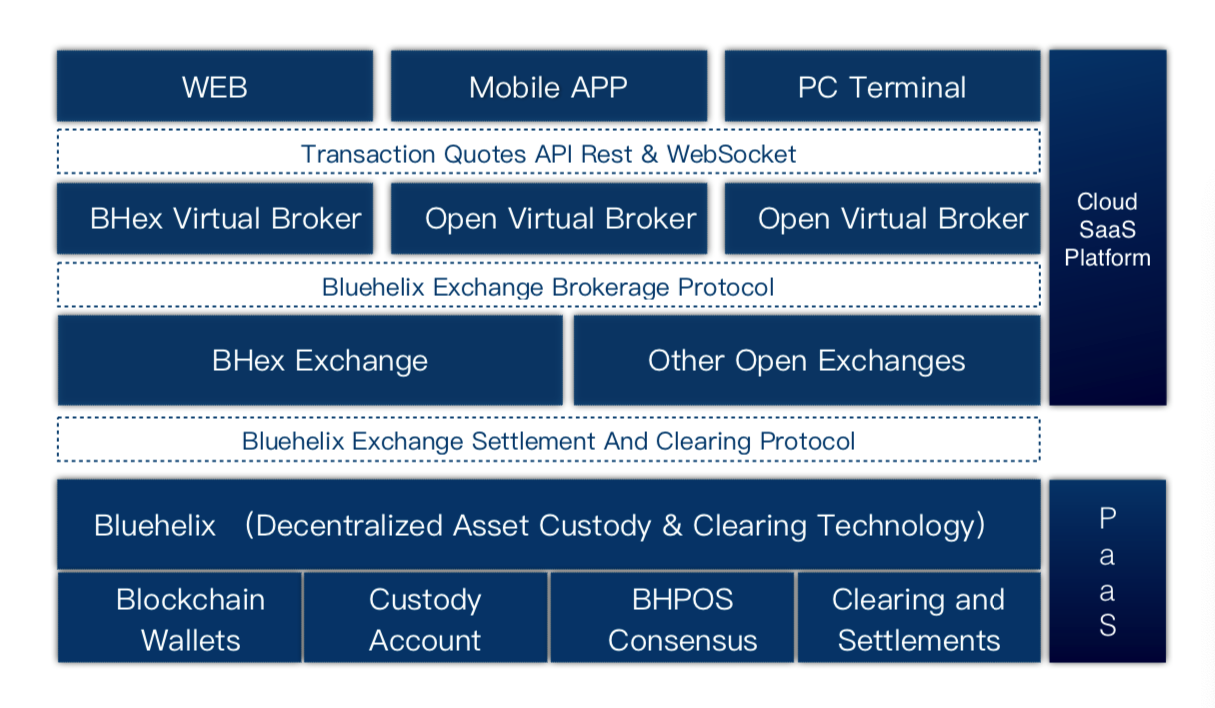 WEB
Mobile APP
PC Terminal
Transaction Quotes API Rest & WebSocket
BHex Virtual Broker
Open Virtual Broker
Open Virtual Broker
Cloud
SaaS
Platform
Bluehelix Exchange Brokerage Protocol
BHex Exchange
Other Open Exchanges
Bluehelix Exchange Settlement And Clearing Protocol
Bluehelix （Decentralized Asset Custody & Clearing Technology）
P
a
a
S
Blockchain
Wallets
Custody
Account
BHPOS
Consensus
Clearing and
Settlements